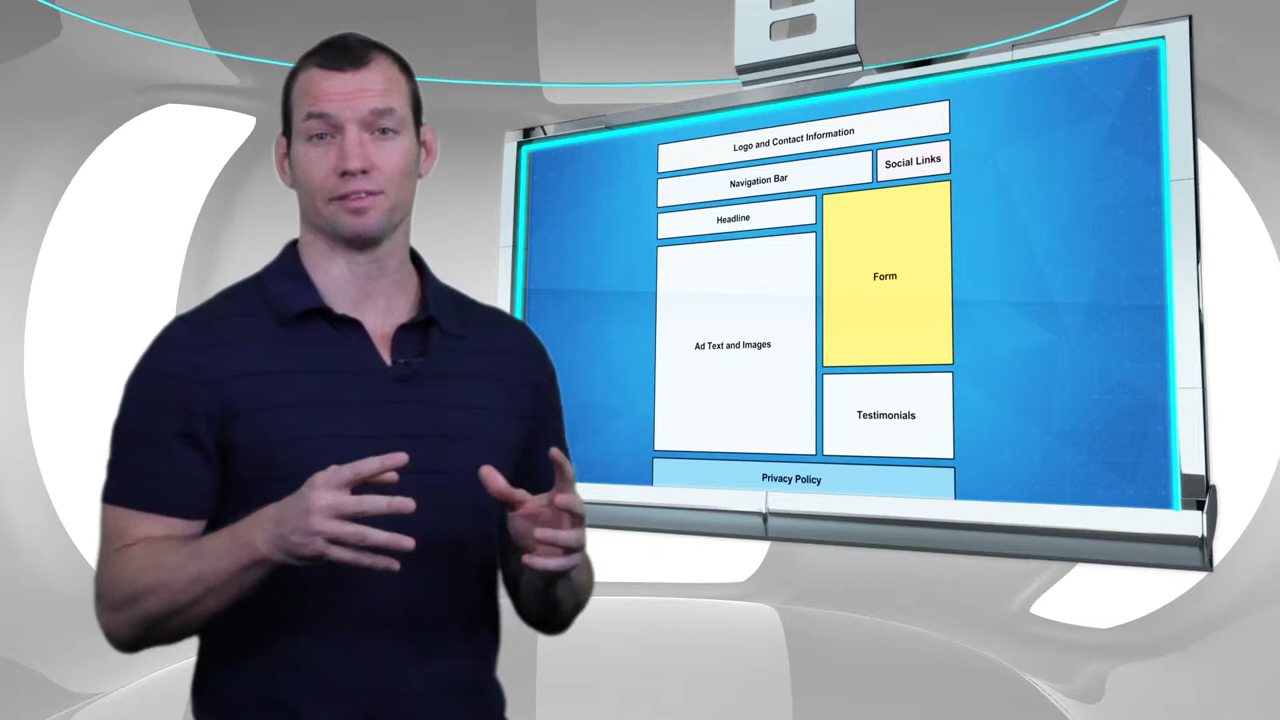 Logo and Contact Information
Navigation Bar
Social Links
Headline
Form
Ad Text and Images
Testimonials
Privacy Policy